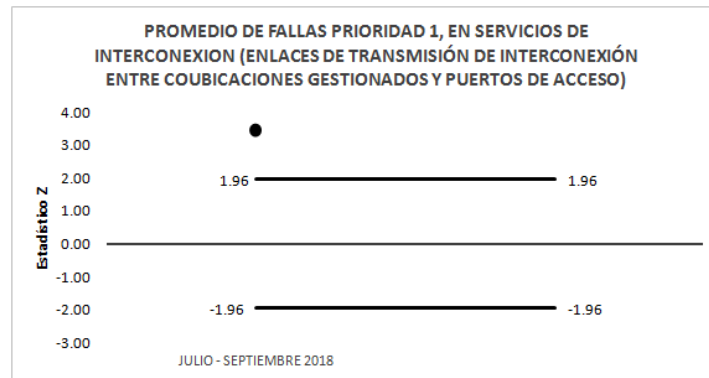 PROMEDIO DE FALLAS PRIORIDAD 1, EN SERVICIOS DE
INTERCONEXION (ENLACES DE TRANSMISIÓN DE INTERCONEXIÓN
ENTRE COUBICACIONES GESTIONADOS Y PUERTOS DE ACCESO)
Estadístico Z
4.00
3.00
2.00
1.00
0.00
-1.00
-2.00
-3.00
1.96
1.96
-1.96
-1.96
JULIO - SEPTIEMBRE 2018